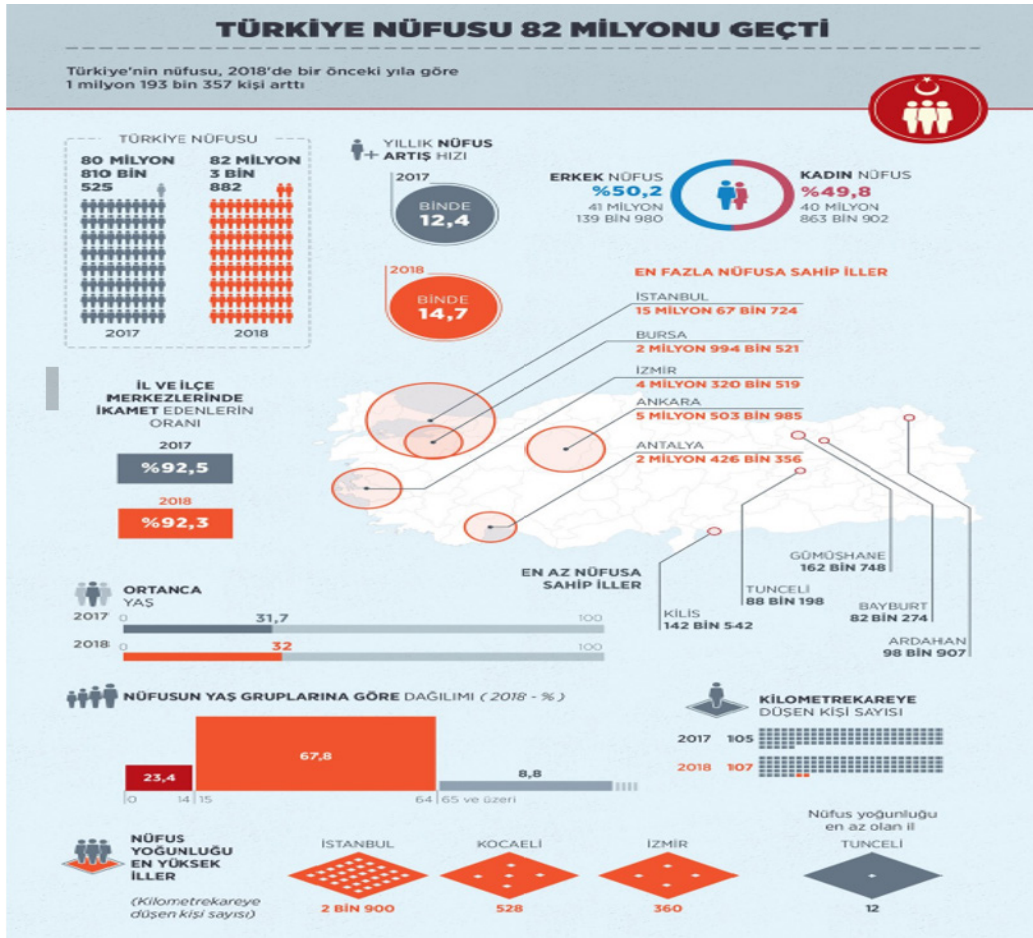 TÜRKİYE NÜFUSU 82 MİLYONU GEÇTİ
Türkiye'nin nüfusu, 2018'de bir önceki yıla göre
1 milyon 193 bin 357 kişi arttı
TÜRKİYE NÜFUSU
80 MİLYON
810 BİN
525
2017
82 MİLYON
3 BİN
882
2018
YILLIK NÜFUS
ARTIŞ HIZI
2017
BİNDE
12,4
2018
BİNDE
14,7
ERKEK NÜFUS
%50,2
41 MİLYON
139 BİN 980
KADIN NÜFUS
%49,8
40 MİLYON
863 BİN 902
EN FAZLA NÜFUSA SAHİP İLLER
İSTANBUL
15 MİLYON 67 BİN 724
BURSA
2 MİLYON 994 BİN 521
İZMİR
4 MİLYON 320 BİN 519
ANKARA
5 MİLYON 503 BİN 985
ANTALYA
2 MİLYON 426 BİN 356
İL VE İLÇE
MERKEZLERİNDE
İKAMET EDENLERİN
ORANI
2017
%92,5
2018
%92,3
EN AZ NÜFUSA
SAHİP İLLER
KİLİS
142 BİN 542
TUNCELİ
88 BİN 198
GÜMÜŞHANE
162 BİN 748
BAYBURT
82 BİN 274
ARDAHAN
98 BİN 907
ORTANCA
YAŞ
2017 0 31,7 100
2018 0 32 100
NÜFUSUN YAŞ GRUPLARINA GÖRE DAĞILIMI (2018 - %)
23,4
67,8
8,8
0 14 15 64 65 ve üzeri
KİLOMETREKAREYE
DÜŞEN KİŞİ SAYISI
2017 105
2018 107
NÜFUS
YOĞUNLUĞU
EN YÜKSEK
İLLER
(Kilometrekareye
düşen kişi sayısı)
İSTANBUL
2 BİN 900
KOCAELİ
528
İZMİR
360
Nüfus yoğunluğu
en az olan il
TUNCELİ
12